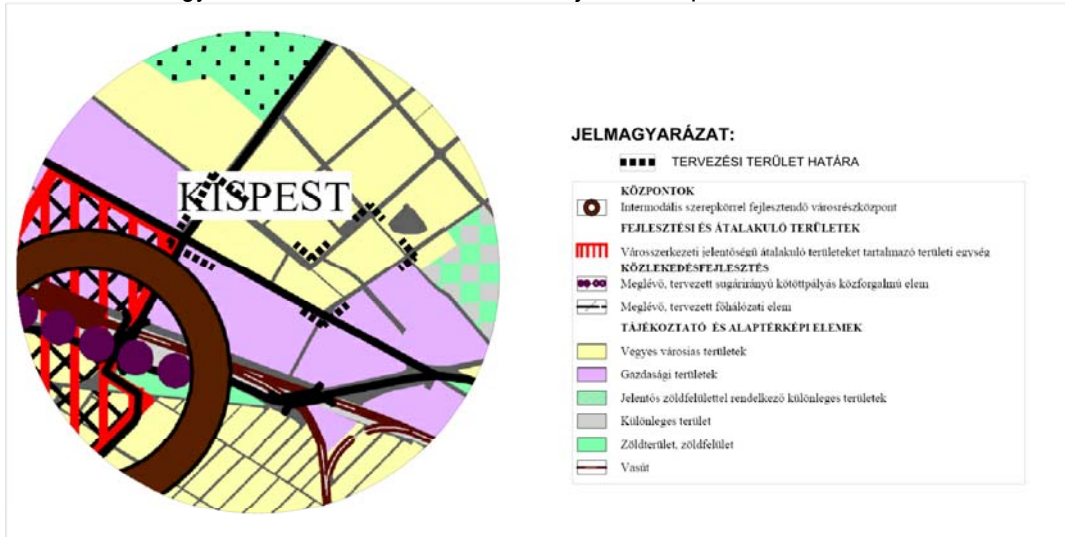 KISPEST
JELMAGYARÁZAT:
TERVEZÉSI TERÜLET HATÁRA
KÖZPONTOK
Intermodális szerepkörrel fejlesztendő városrészközpont
FEJLESZTÉSI ÉS ÁTALAKULÓ TERÜLETEK
Városszerkezeti jelentőségű átalakuló területeket tartalmazó területi egység
KÖZLEKEDÉSFEJLESZTÉS
Meglévő, tervezett sugárirányú kötöttpályás közforgalmú elem
Meglévő, tervezett főhálózati elem
TÁJÉKOZTATÓ ÉS ALAPTÉRKÉPI ELEMEK
Vegyes városias területek
Gazdasági területek
Jelentős zöldfelülettel rendelkező különleges területek
Különleges terület
Zöldterület, zöldfelület
Vasút